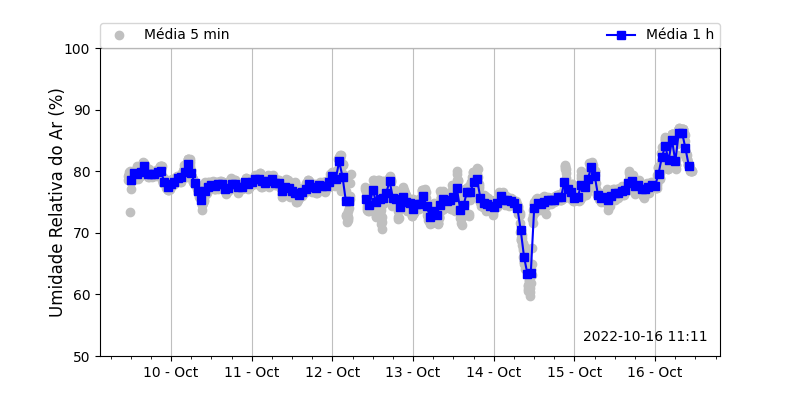 Média 5 min
Média 1 h
100
90
80
70
60
50
Umidade Relativa do Ar (%)
2022-10-16 11:11
10 - Oct
11 - Oct
12 - Oct
13 - Oct
14 - Oct
15 - Oct
16 - Oct